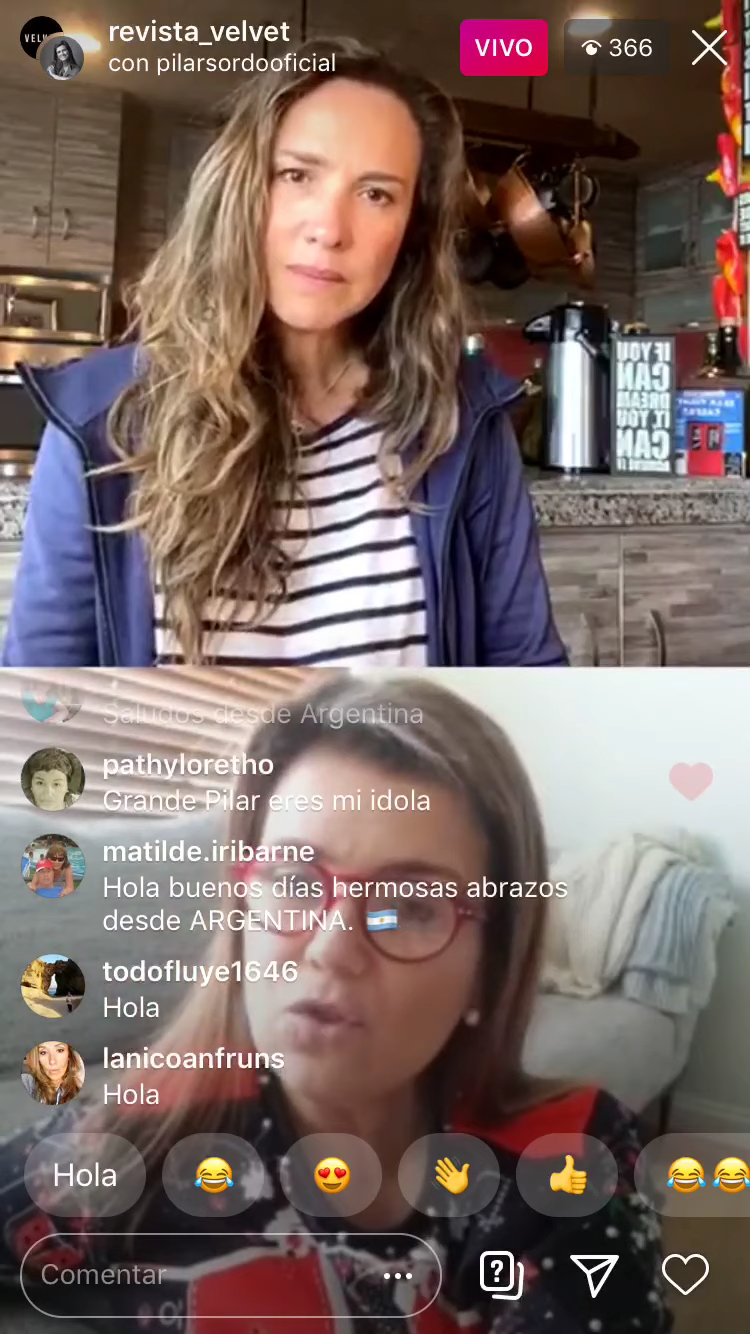 revista_velvet
con pilarsordooficial
VIVO
366
IF YOU
CAN
DREAM
IT, YOU
CAN
Saludos desde Argentina
pathyloretho
Grande Pilar eres mi idola
matilde.iribarne
Hola buenos días hermosas abrazos
desde ARGENTINA. 🇦🇷
todofluye1646
Hola
lanicoanfruns
Hola
Hola 😂 😍 👋 👍 😂😂
Comentar